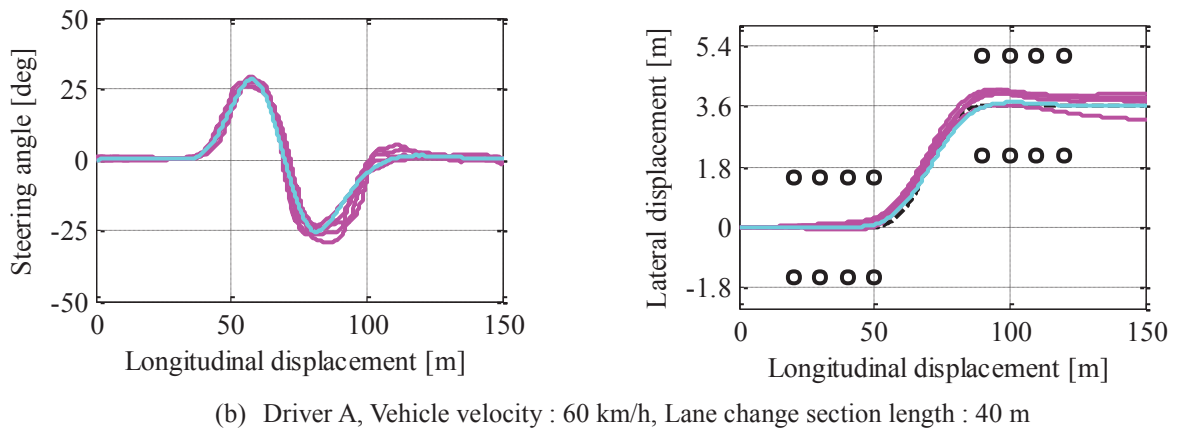 Steering angle [deg]
50
25
0
-25
-50
0 50 100 150
Longitudinal displacement [m]
Lateral displacement [m]
5.4
3.6
1.8
0
-1.8
0 50 100 150
Longitudinal displacement [m]
(b) Driver A, Vehicle velocity : 60 km/h, Lane change section length : 40 m